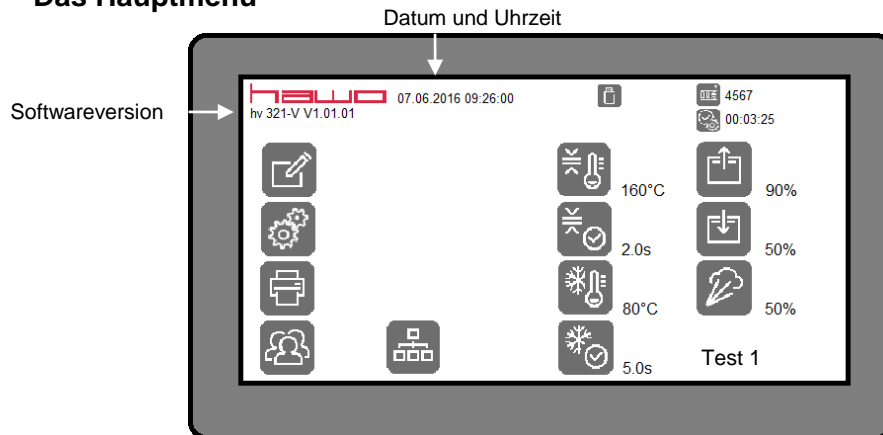 Das Hauptmenü
Datum und Uhrzeit
Softwareversion
hawo
07.06.2016 09:26:00
4567
hv 321-V V1.01.01
00:03:25
160°C
90%
2.0s
50%
80°C
50%
5.0s
Test 1